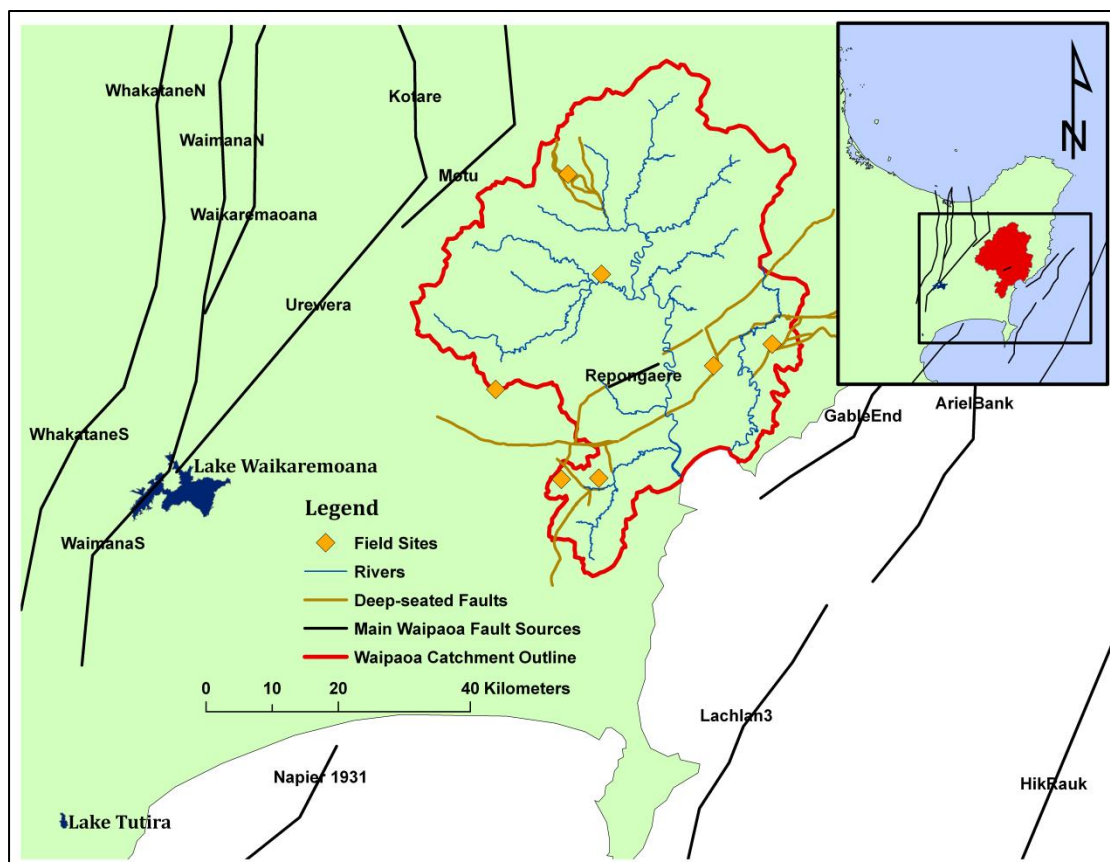 WhakataneN
Kotare
WaimanaN
Motu
Waikaremaoana
Urewera
N
Repongaere
GableEnd
ArielBank
WhakataneS
Lake Waikaremoana
WaimanaS
Legend
Field Sites
Rivers
Deep-seated Faults
Main Waipaoa Fault Sources
Waipaoa Catchment Outline
0 10 20 40 Kilometers
Lachlan3
Napier 1931
HikRauk
Lake Tutira